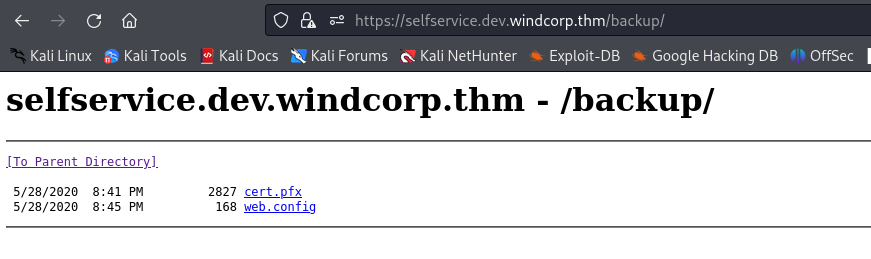 https://selfservice.dev.windcorp.thm/backup/
Kali Linux Kali Tools Kali Docs Kali Forums Kali NetHunter Exploit-DB Google Hacking DB OffSec
selfservice.dev.windcorp.thm - /backup/
[To Parent Directory]
5/28/2020 8:41 PM 2827 cert.pfx
5/28/2020 8:45 PM 168 web.config